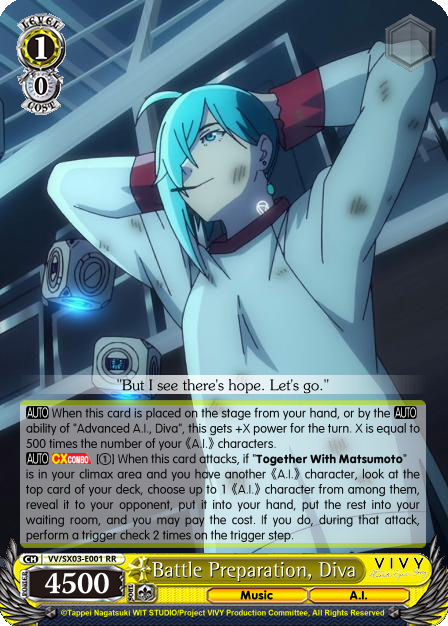 LEVEL
1
0
COST
"But I see there's hope. Let's go."
AUTO When this card is placed on the stage from your hand, or by the AUTO
ability of "Advanced A.I., Diva", this gets +X power for the turn. X is equal to
500 times the number of your 《A.I.》 characters.
AUTO CXCOMBO [①] When this card attacks, if "Together With Matsumoto"
is in your climax area and you have another 《A.I.》 character, look at the
top card of your deck, choose up to 1 《A.I.》 character from among them,
reveal it to your opponent, put it into your hand, put the rest into your
waiting room, and you may pay the cost. If you do, during that attack,
perform a trigger check 2 times on the trigger step.
CH VV/SX03-E001 RR
POWER 4500 SOUL Battle Preparation, Diva VIVY
Music A.I.
©Tappei Nagatsuki WIT STUDIO/Project VIVY Production Committee, All Rights Reserved